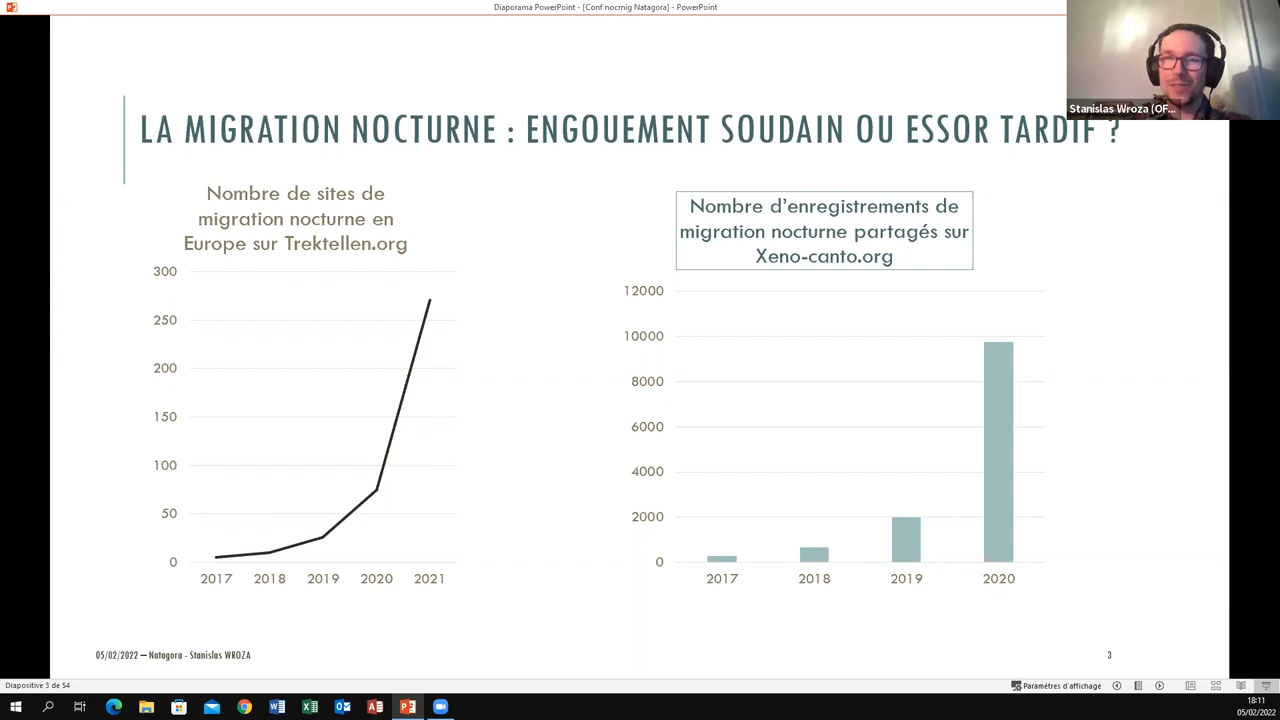 Diaporama PowerPoint - [Conf nocmig Natagora] - PowerPoint
Stanislas Wroza (OF...
LA MIGRATION NOCTURNE : ENGOUEMENT SOUDAIN OU ESSOR TARDIF ?
Nombre de sites de
migration nocturne en
Europe sur Trektellen.org
300
250
200
150
100
50
0
2017 2018 2019 2020 2021
Nombre d'enregistrements de
migration nocturne partagés sur
Xeno-canto.org
12000
10000
8000
6000
4000
2000
0
2017 2018 2019 2020
05/02/2022 – Natagora - Stanislas WROZA
3
Diapositive 3 de 54
Paramètres d'affichage
18:11
05/02/2022